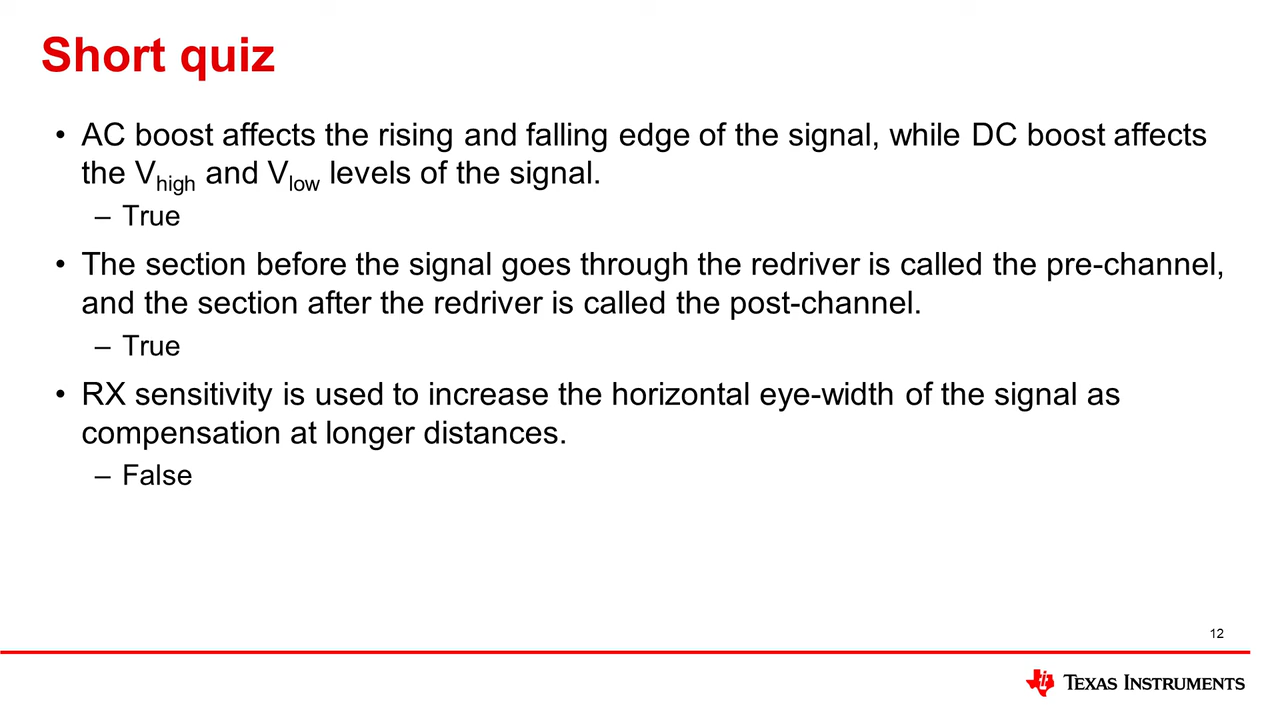 Short quiz
• AC boost affects the rising and falling edge of the signal, while DC boost affects
the Vhigh and Vlow levels of the signal.
– True
• The section before the signal goes through the redriver is called the pre-channel,
and the section after the redriver is called the post-channel.
– True
• RX sensitivity is used to increase the horizontal eye-width of the signal as
compensation at longer distances.
– False
12
TEXAS INSTRUMENTS